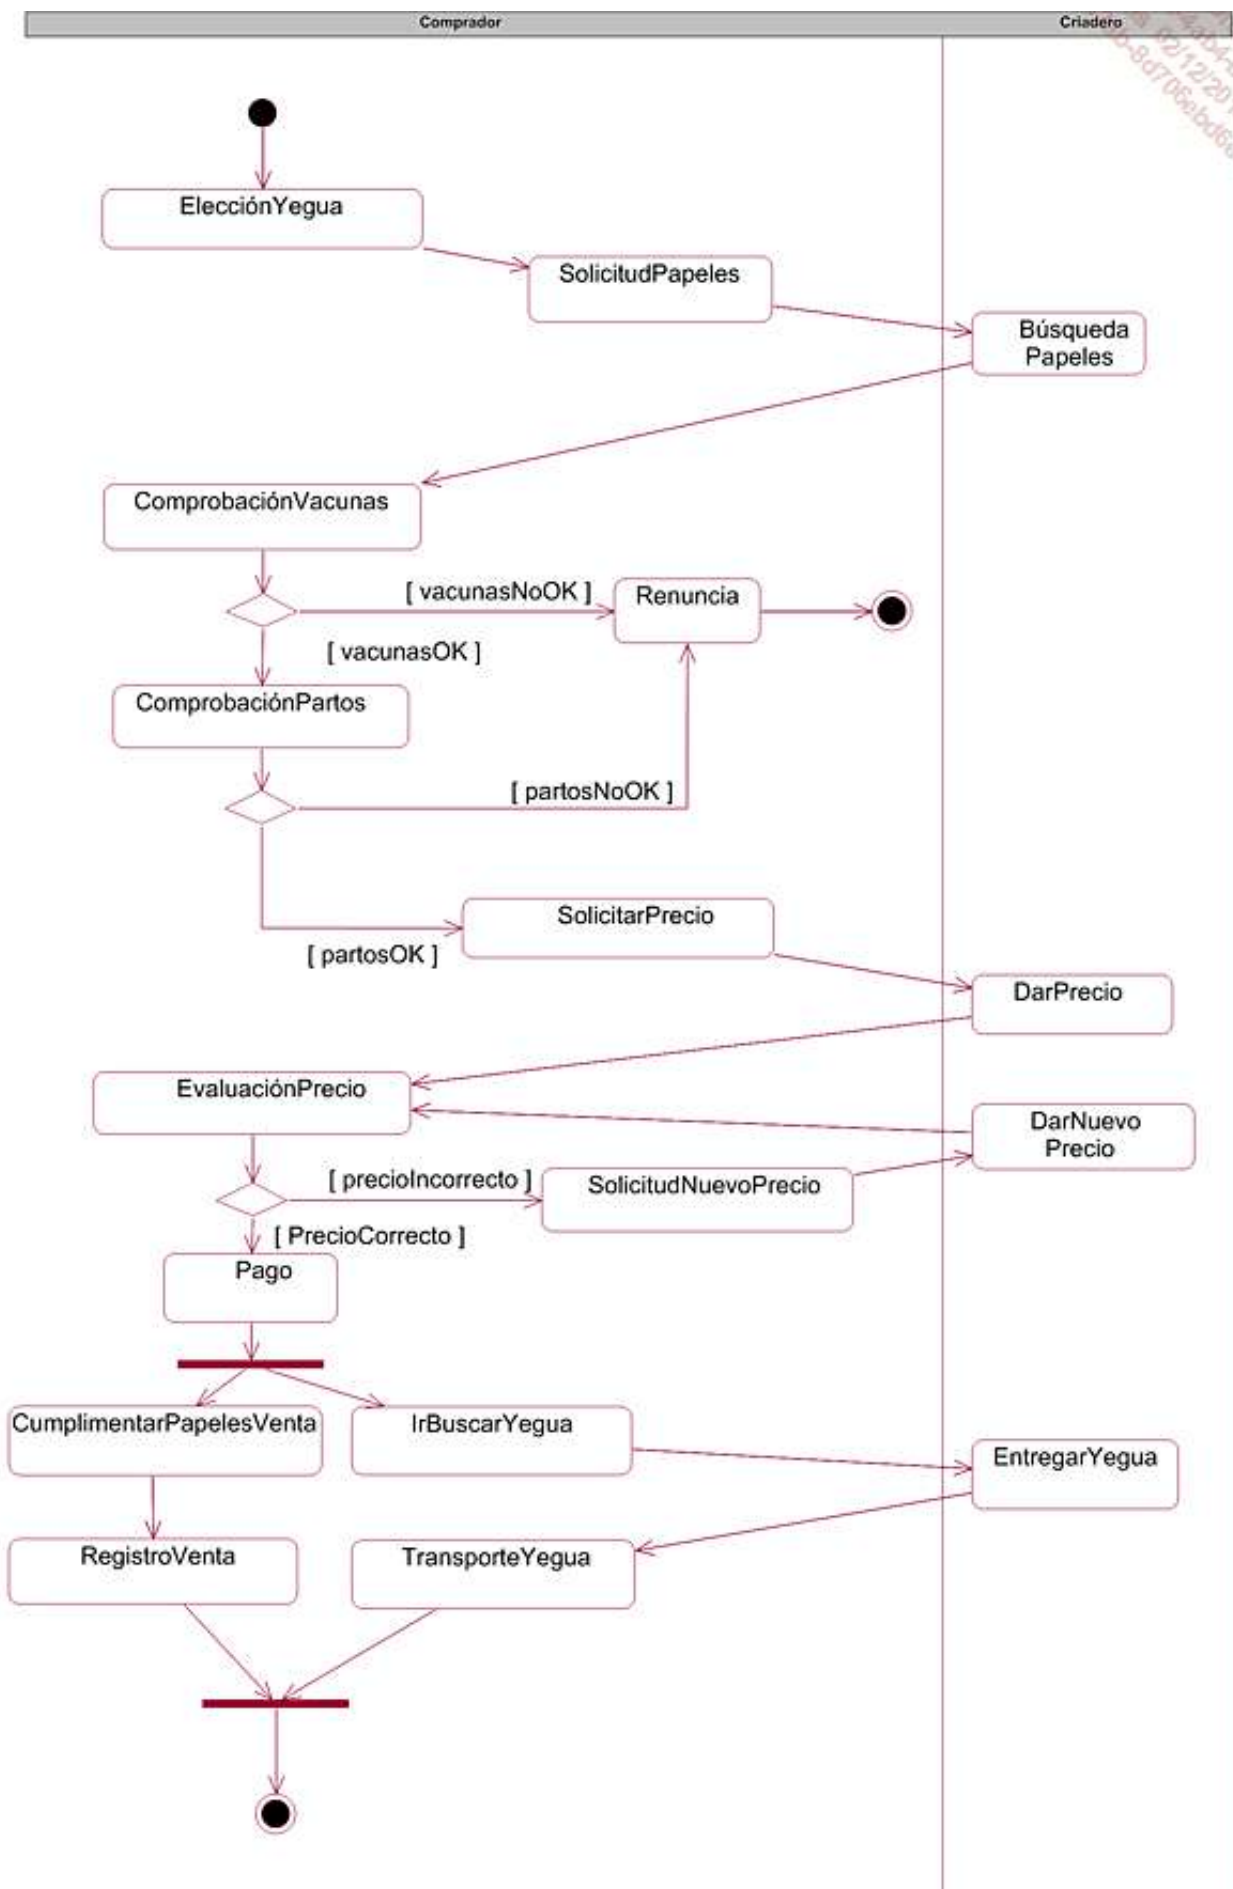 Comprador
Criadero
ElecciónYegua
SolicitudPapeles
Búsqueda
Papeles
ComprobaciónVacunas
[ vacunasNoOK ]
Renuncia
[ vacunasOK ]
ComprobaciónPartos
[ partosNoOK ]
SolicitarPrecio
[ partosOK ]
DarPrecio
EvaluaciónPrecio
DarNuevo
Precio
[ precioIncorrecto ]
SolicitudNuevoPrecio
[ PrecioCorrecto ]
Pago
CumplimentarPapelesVenta
IrBuscarYegua
EntregarYegua
RegistroVenta
TransporteYegua